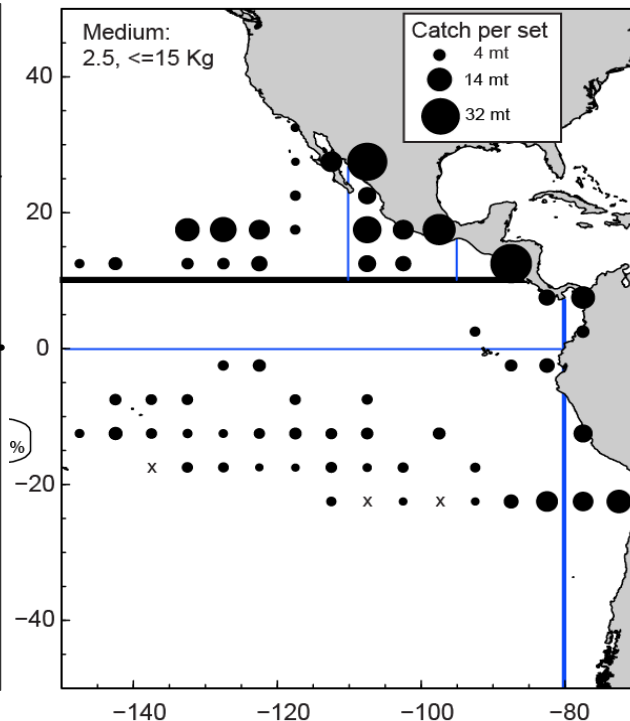 Medium:
2.5, <=15 Kg
Catch per set
4 mt
14 mt
32 mt
40
20
0
−20
−40
%
x
x
x
−140
−120
−100
−80